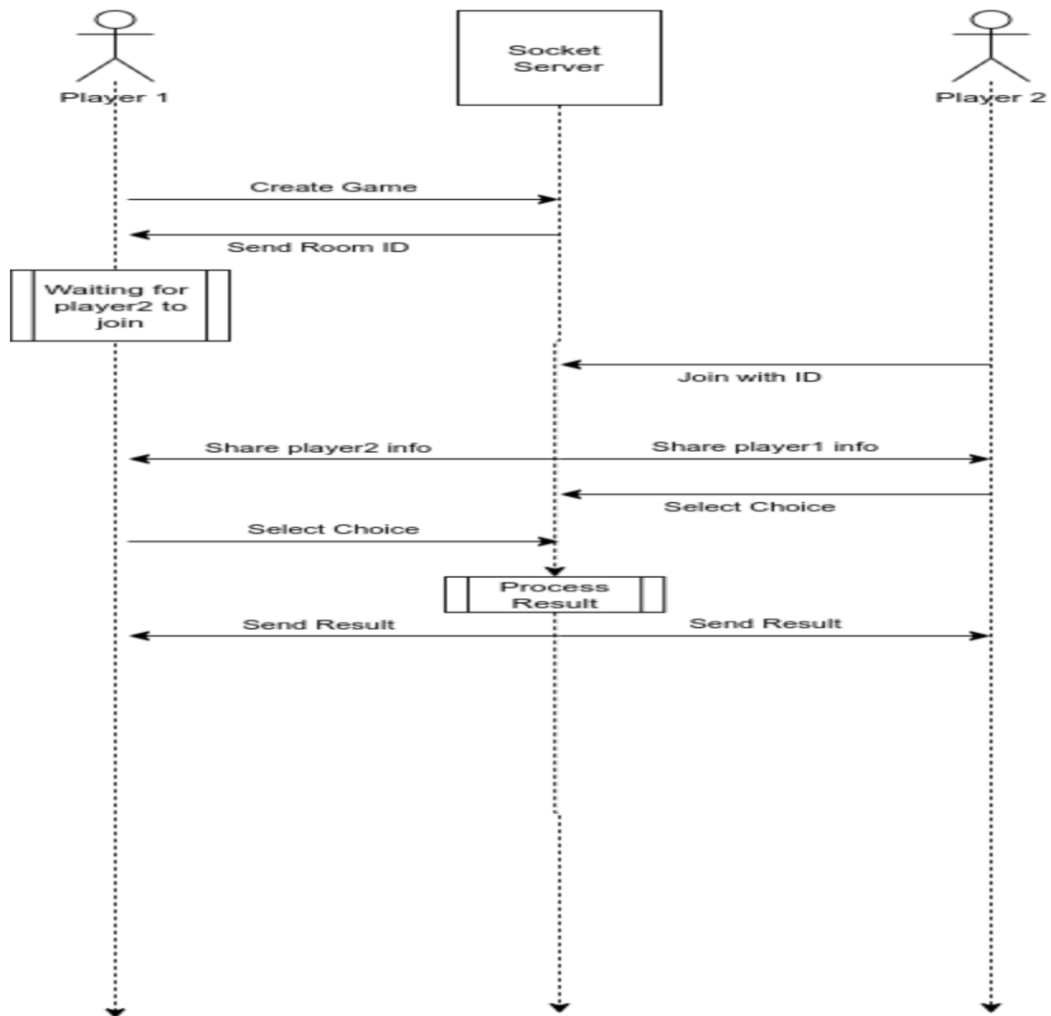 Socket
Server
Player 1
Player 2
Create Game
Send Room ID
Waiting for
player2 to
join
Join with ID
Share player2 info
Share player1 info
Select Choice
Select Choice
Process
Result
Send Result
Send Result